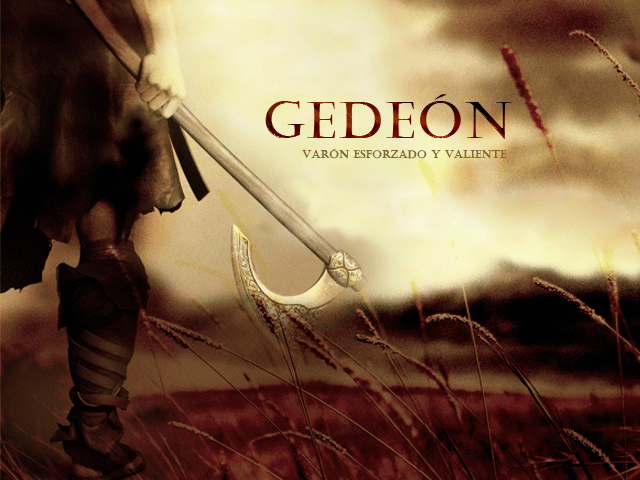 GEDEÓN
VARÓN ESFORZADO Y VALIENTE